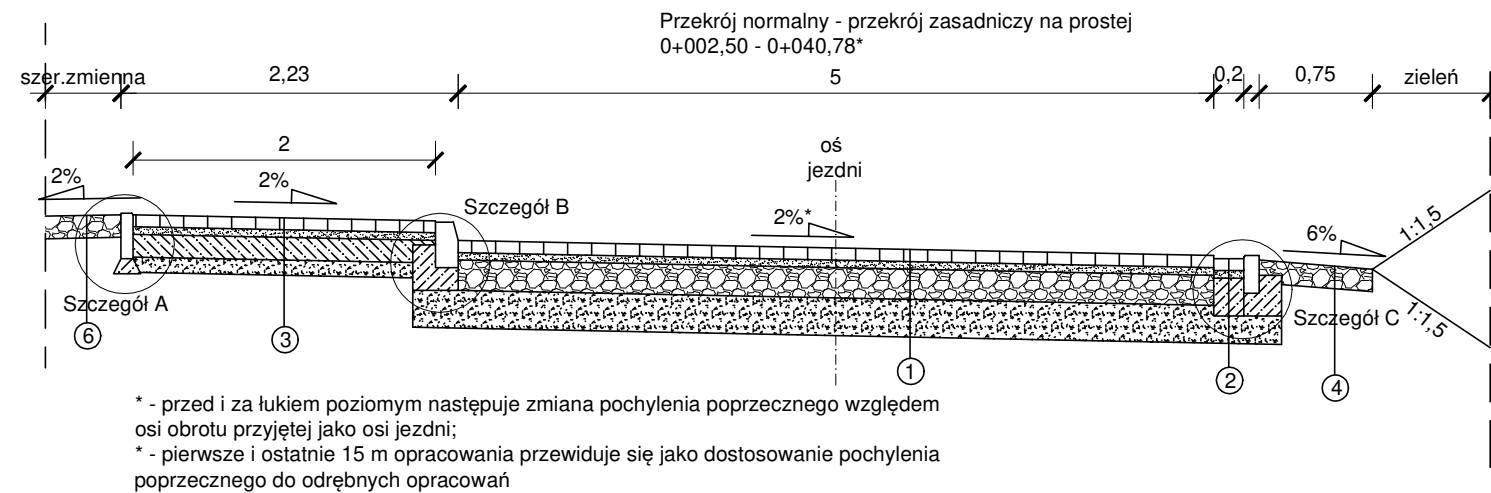 Przekrój normalny - przekrój zasadniczy na prostej
0+002,50 - 0+040,78*
szer.zmienna
2,23
5
0,2
0,75
zieleń
2
oś
jezdni
2%
2%
Szczegół B
2%*
6%
1:1,5
Szczegół A
Szczegół C
1:1,5
6
3
1
2
4
* - przed i za łukiem poziomym następuje zmiana pochylenia poprzecznego względem
osi obrotu przyjętej jako osi jezdni;
* - pierwsze i ostatnie 15 m opracowania przewiduje się jako dostosowanie pochylenia
poprzecznego do odrębnych opracowań